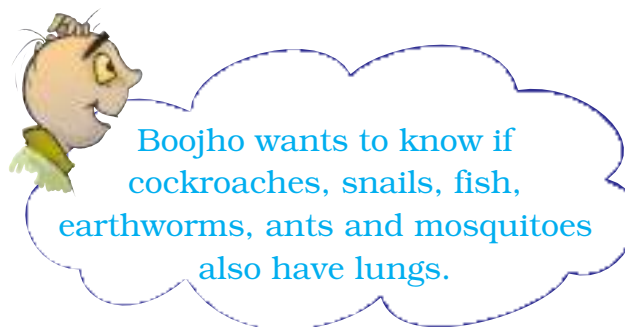 Boojho wants to know if
cockroaches, snails, fish,
earthworms, ants and mosquitoes
also have lungs.